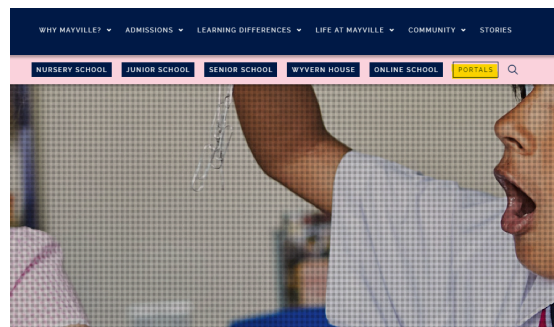 WHY MAYVILLE? ADMISSIONS LEARNING DIFFERENCES LIFE AT MAYVILLE COMMUNITY STORIES
NURSERY SCHOOL JUNIOR SCHOOL SENIOR SCHOOL WYVERN HOUSE ONLINE SCHOOL PORTALS